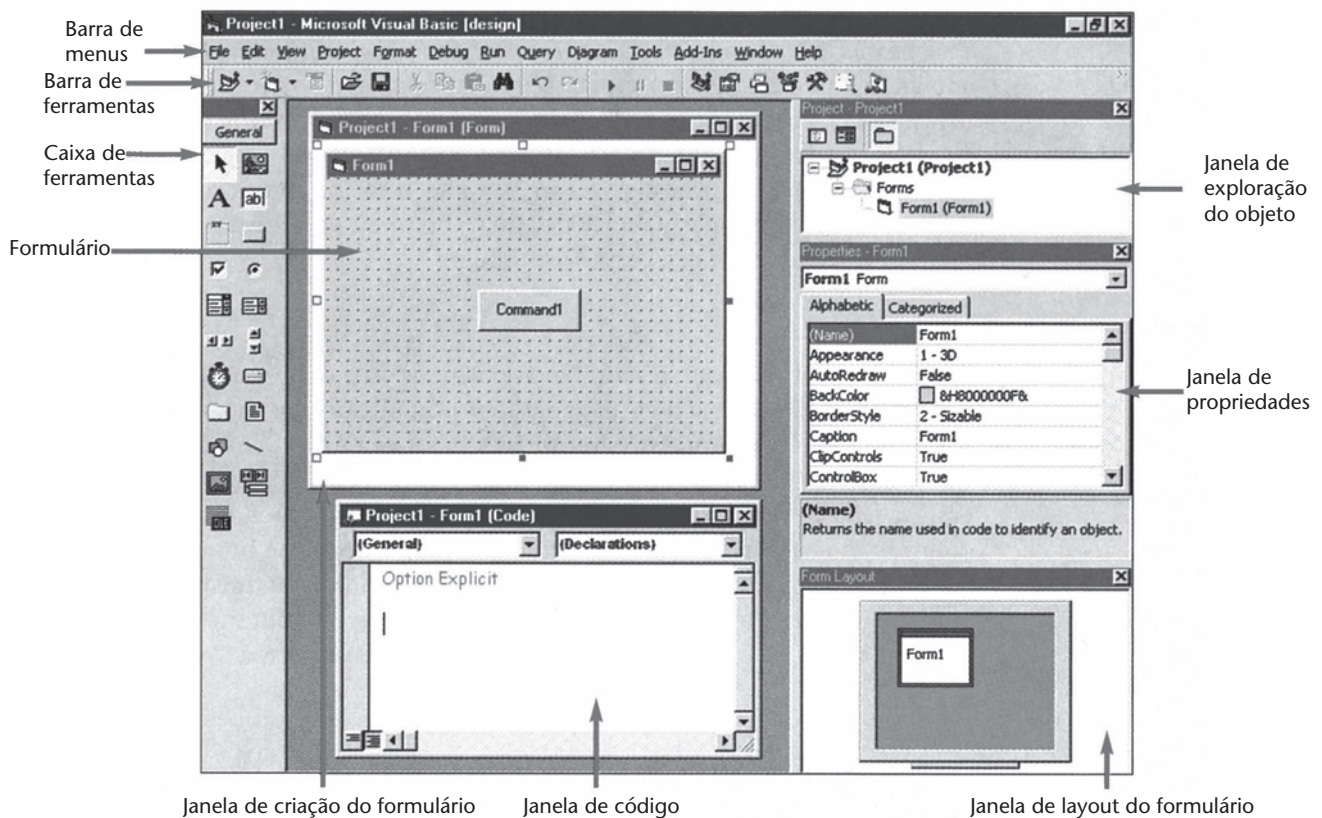 Project1 - Microsoft Visual Basic [design]
Barra de
menus
File Edit View Project Format Debug Run Query Diagram Tools Add-Ins Window Help
Barra de
ferramentas
General
Caixa de
ferramentas
A
ab|
XY
OLE
Formulário
Project1 - Form1 (Form)
Form1
Command1
Project1 - Form1 (Code)
(General)
(Declarations)
Option Explicit
Project - Project1
Project1 (Project1)
Forms
Form1 (Form1)
Janela de
exploração
do objeto
Properties - Form1
Form1 Form
Alphabetic Categorized
(Name) Form1
Appearance 1 - 3D
AutoRedraw False
BackColor &H8000000F&
BorderStyle 2 - Sizable
Caption Form1
ClipControls True
ControlBox True
Janela de
propriedades
(Name)
Returns the name used in code to identify an object.
Form Layout
Form1
Janela de criação do formulário
Janela de código
Janela de layout do formulário